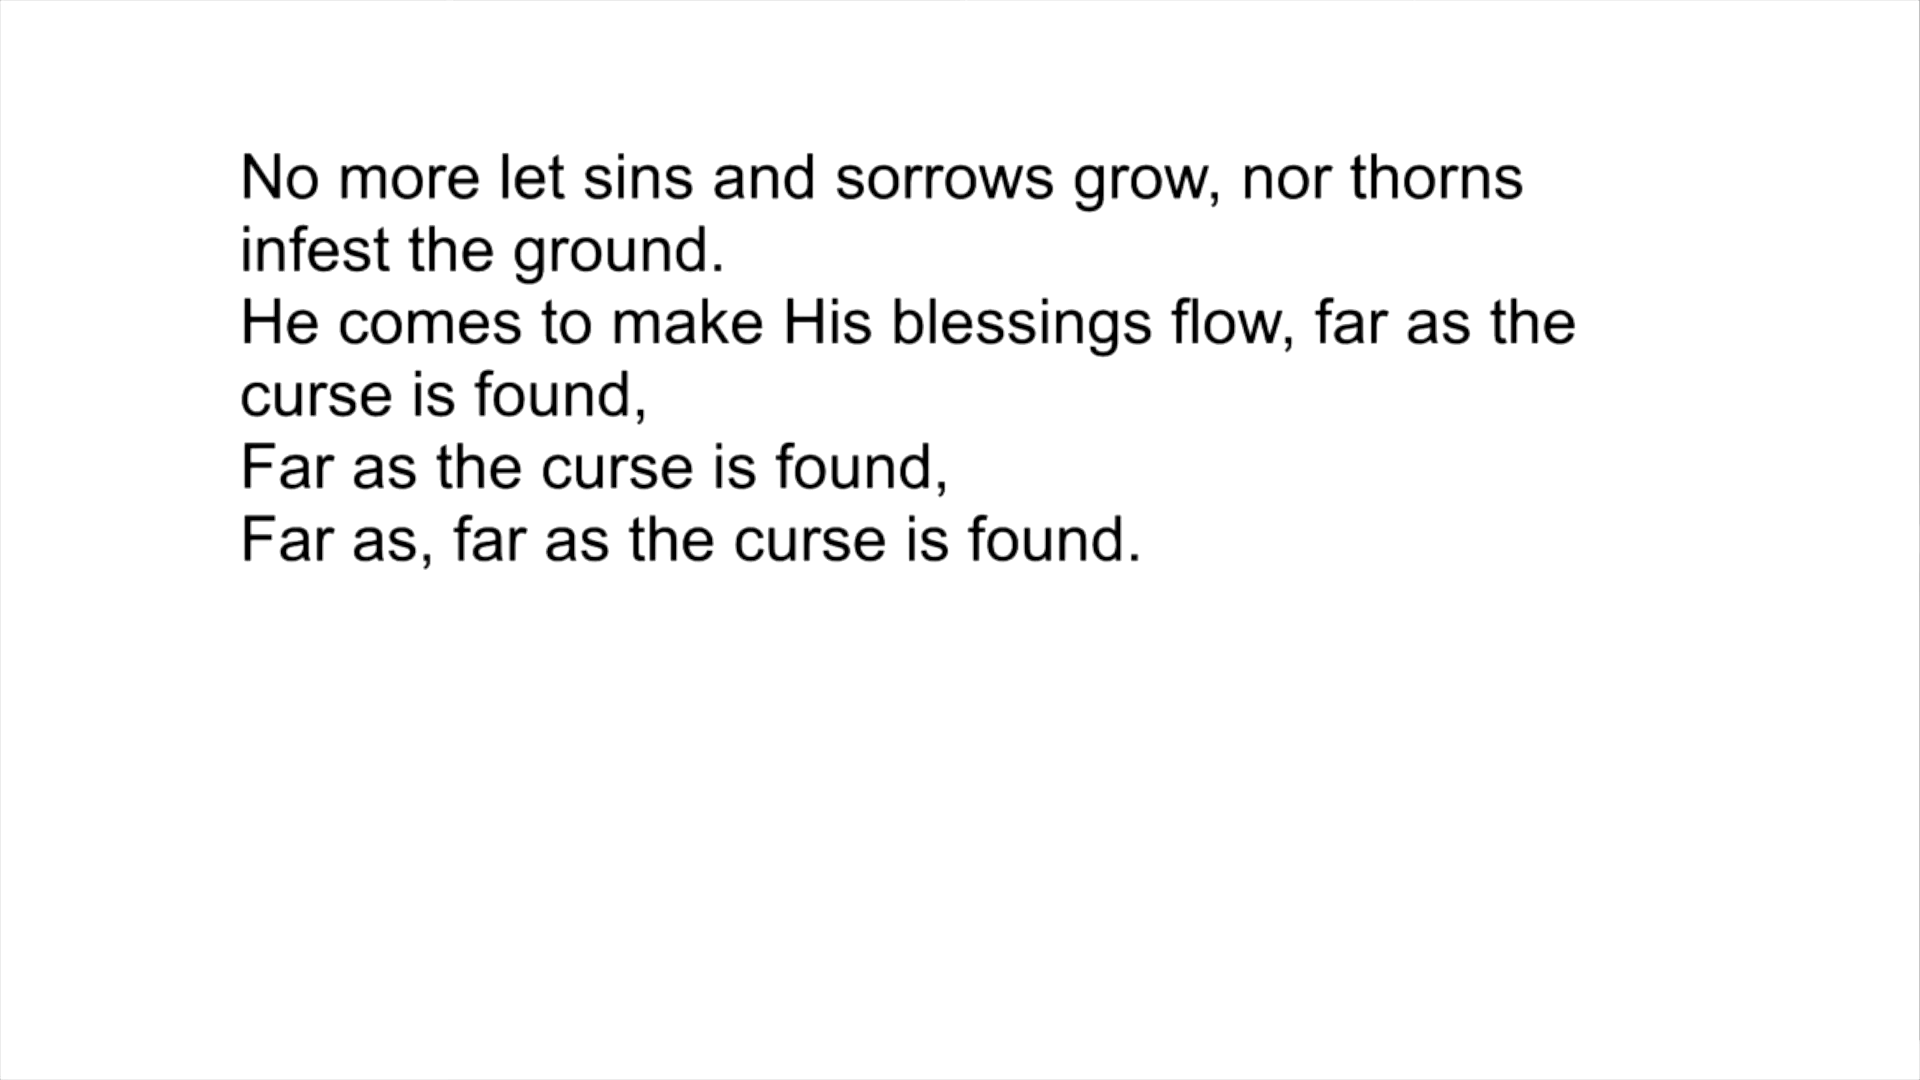 No more let sins and sorrows grow, nor thorns
infest the ground.
He comes to make His blessings flow, far as the
curse is found,
Far as the curse is found,
Far as, far as the curse is found.